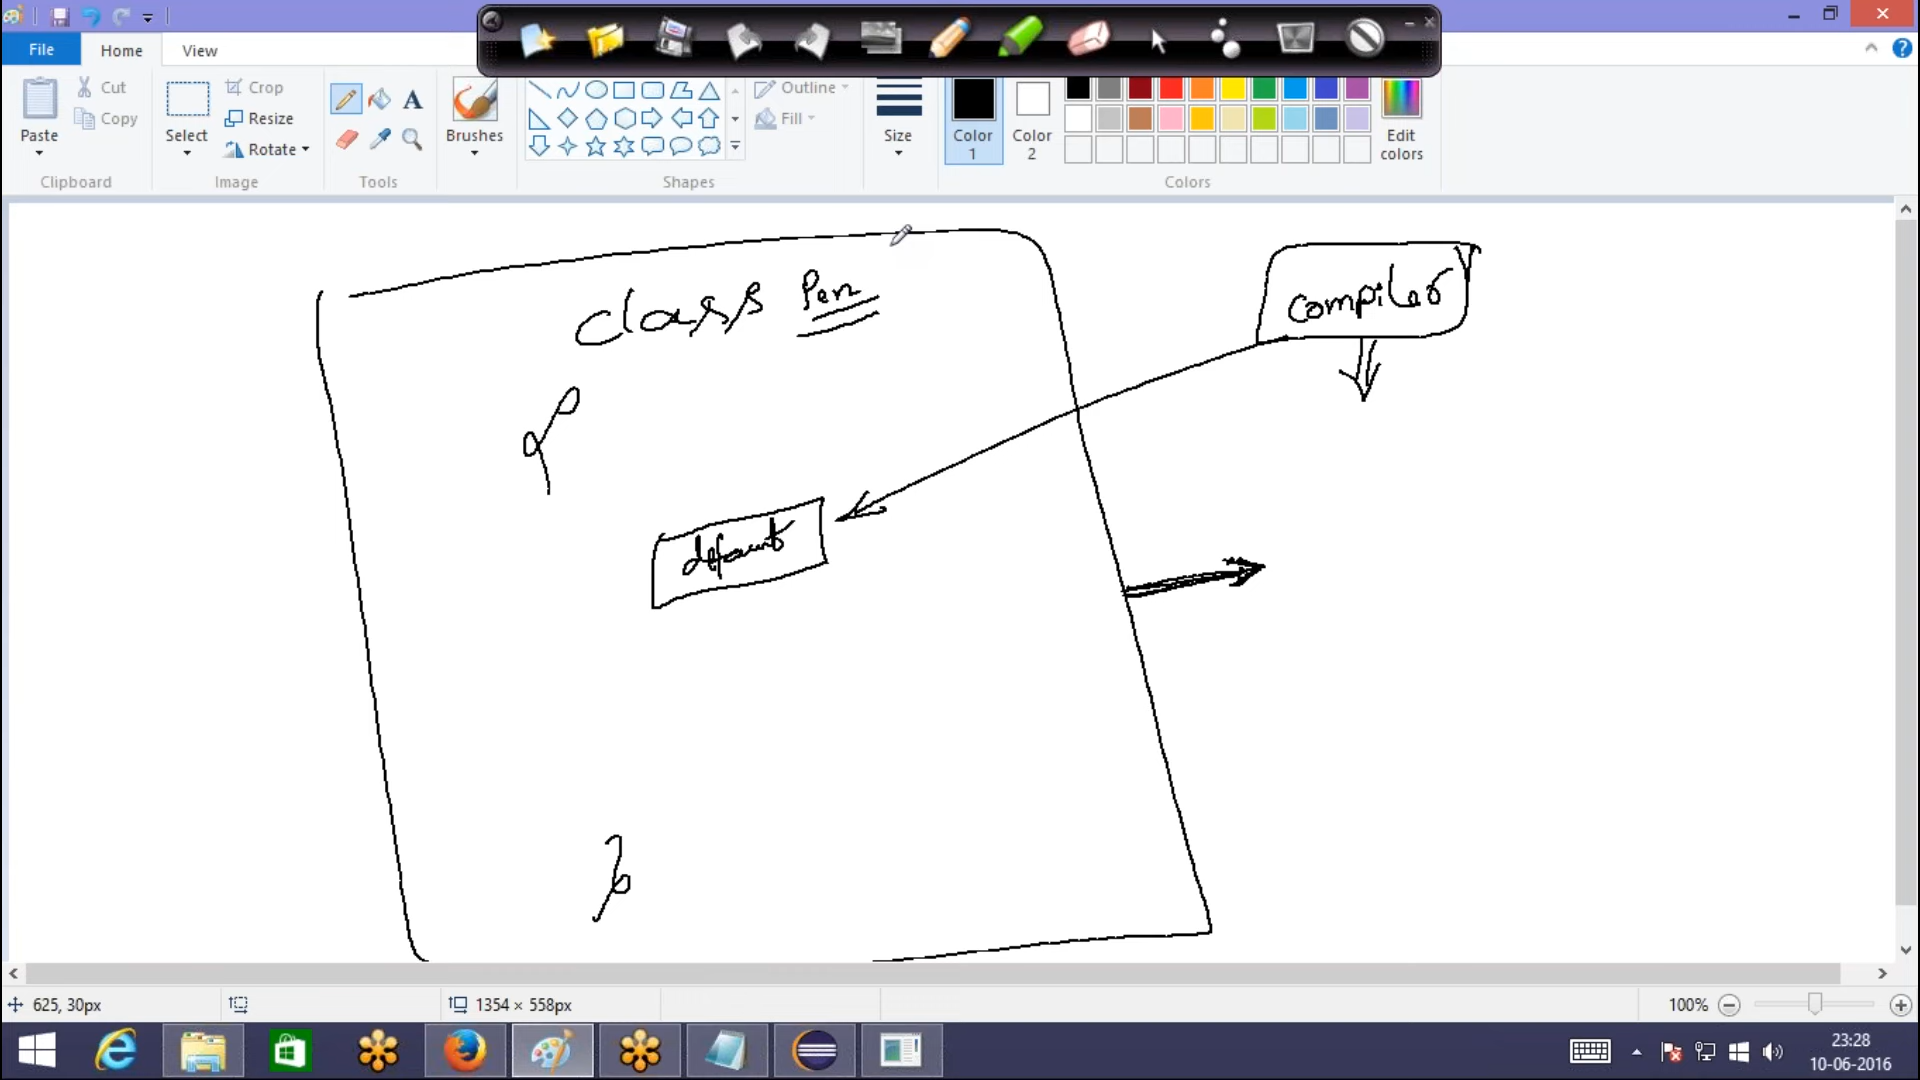 File
Home
View
Paste
Cut
Copy
Clipboard
Select
Crop
Resize
Rotate
Image
A
Tools
Brushes
Shapes
Outline
Fill
Size
Color 1
Color 2
Colors
Edit colors
class Pen
{
default
}
compiler
625, 30px
1354 × 558px
100%
23:28
10-06-2016